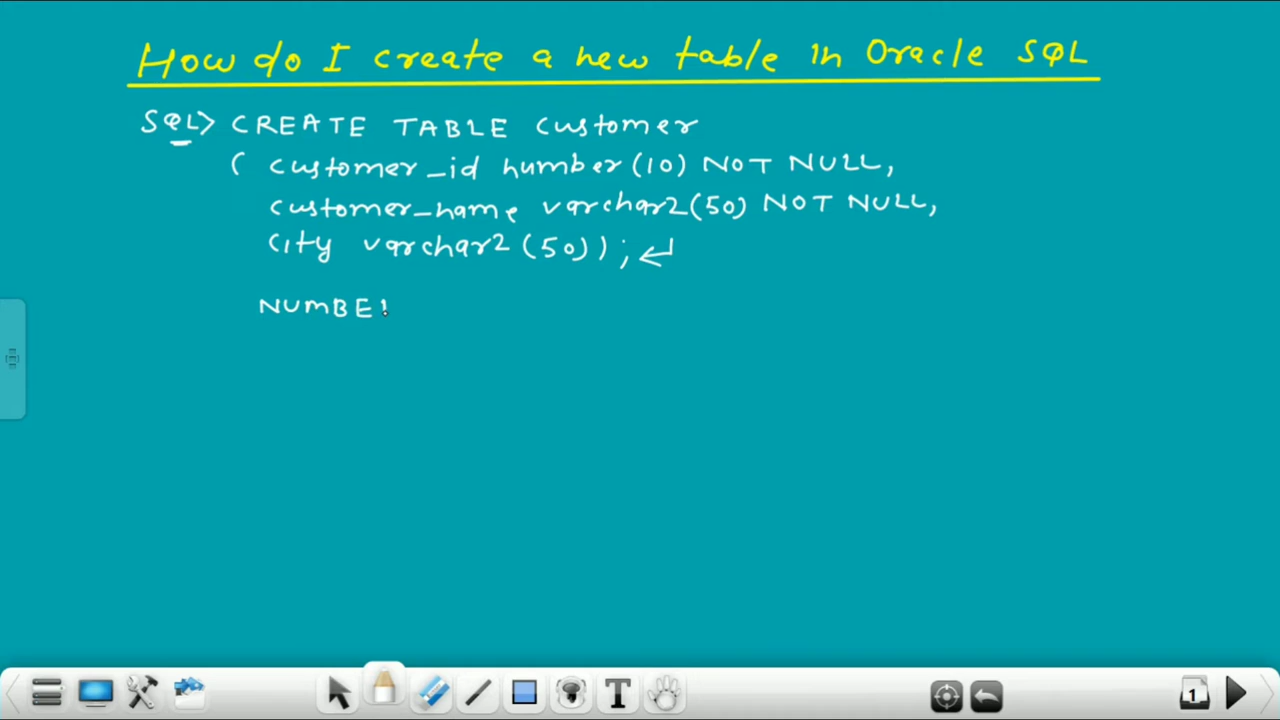 How do I create a new table in Oracle SQL
SQL> CREATE TABLE customer
( customer_id number(10) NOT NULL,
customer_name varchar2(50) NOT NULL,
city varchar2(50));
NUMBE
1